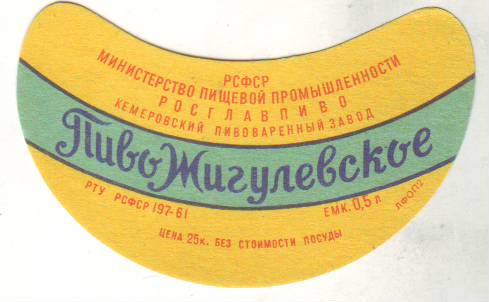 РСФСР
МИНИСТЕРСТВО ПИЩЕВОЙ ПРОМЫШЛЕННОСТИ
РОСГЛАВПИВО
КЕМЕРОВСКИЙ ПИВОВАРЕННЫЙ ЗАВОД
Пиво Жигулевское
РТУ РСФСР 197-61 ЕМК. 0,5 л ЛФОП2
ЦЕНА 25к. БЕЗ СТОИМОСТИ ПОСУДЫ